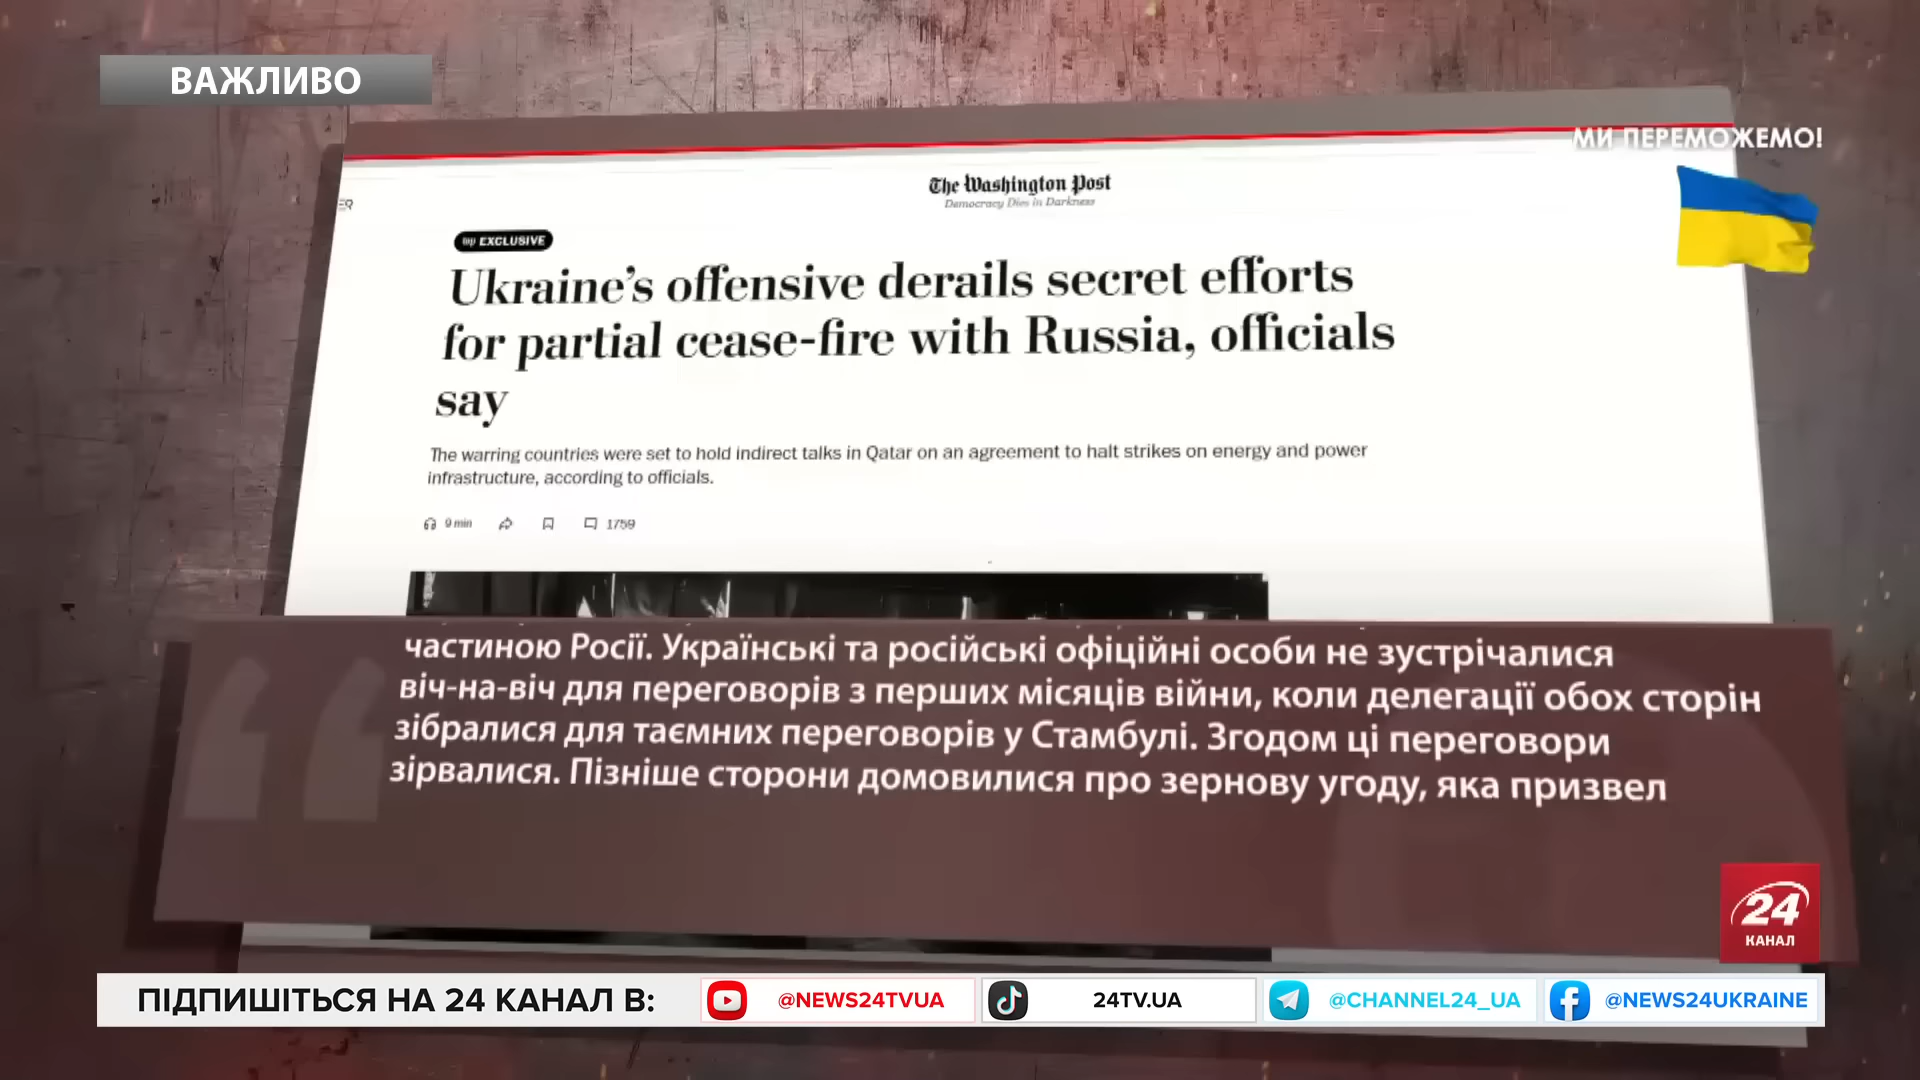 ВАЖЛИВО
МИ ПЕРЕМОЖЕМО!
The Washington Post
Democracy Dies in Darkness
wp EXCLUSIVE
Ukraine’s offensive derails secret efforts
for partial cease-fire with Russia, officials
say
The warring countries were set to hold indirect talks in Qatar on an agreement to halt strikes on energy and power
infrastructure, according to officials.
9 min
1759
частиною Росії. Українські та російські офіційні особи не зустрічалися
віч-на-віч для переговорів з перших місяців війни, коли делегації обох сторін
зібралися для таємних переговорів у Стамбулі. Згодом ці переговори
зірвалися. Пізніше сторони домовилися про зернову угоду, яка призвел
24
КАНАЛ
ПІДПИШІТЬСЯ НА 24 КАНАЛ В:
@NEWS24TVUA
24TV.UA
@CHANNEL24_UA
@NEWS24UKRAINE